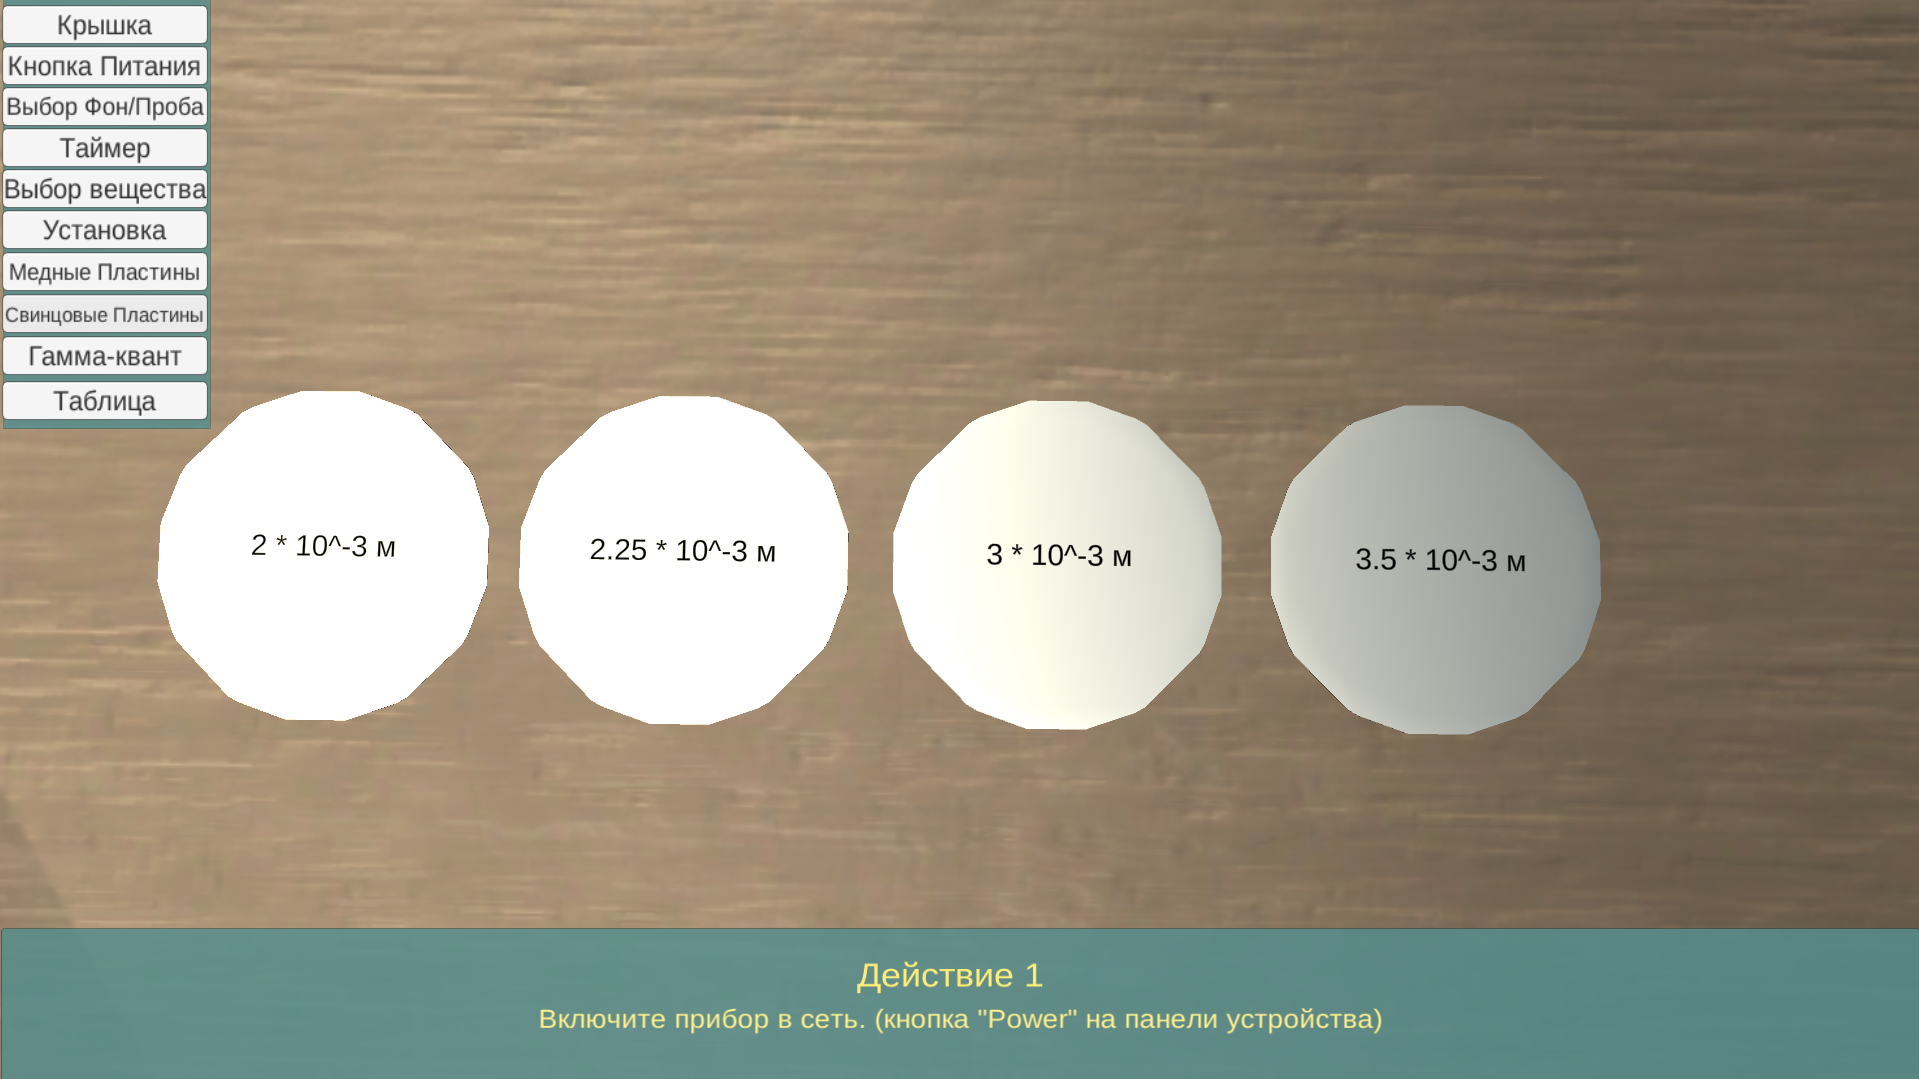 Крышка
Кнопка Питания
Выбор Фон/Проба
Таймер
Выбор вещества
Установка
Медные Пластины
Свинцовые Пластины
Гамма-квант
Таблица
2 * 10^-3 м
2.25 * 10^-3 м
3 * 10^-3 м
3.5 * 10^-3 м
Действие 1
Включите прибор в сеть. (кнопка "Power" на панели устройства)